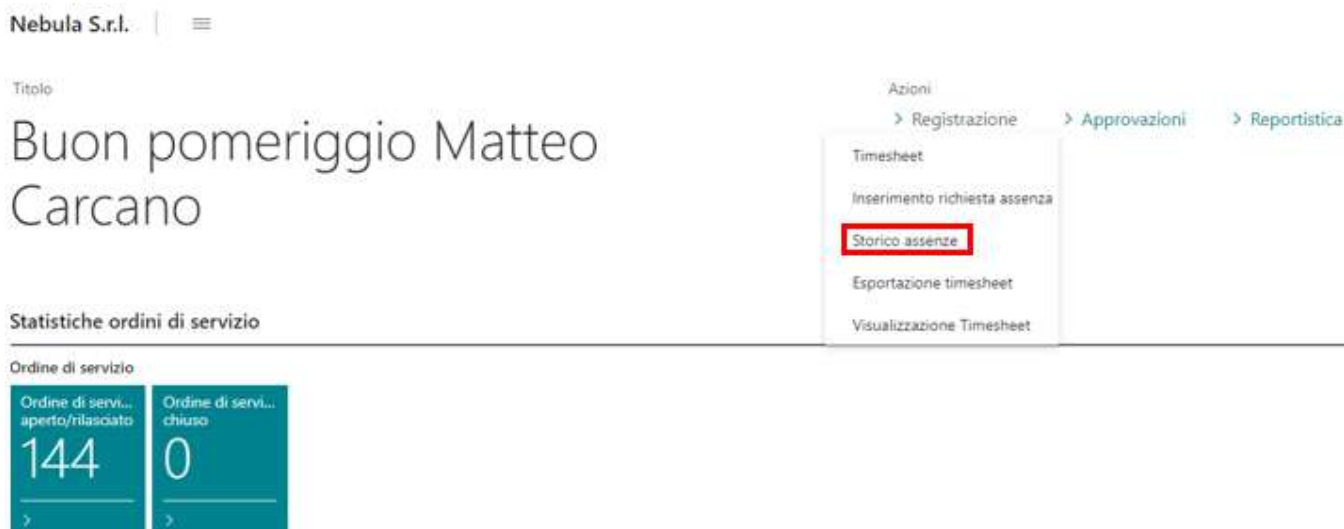 Nebula S.r.l.
Titolo
Buon pomeriggio Matteo
Carcano
Azioni
> Registrazione > Approvazioni > Reportistica
Timesheet
Inserimento richiesta assenza
Storico assenze
Esportazione timesheet
Visualizzazione Timesheet
Statistiche ordini di servizio
Ordine di servizio
Ordine di servi...
aperto/rilasciato
144
>
Ordine di servi...
chiuso
0
>